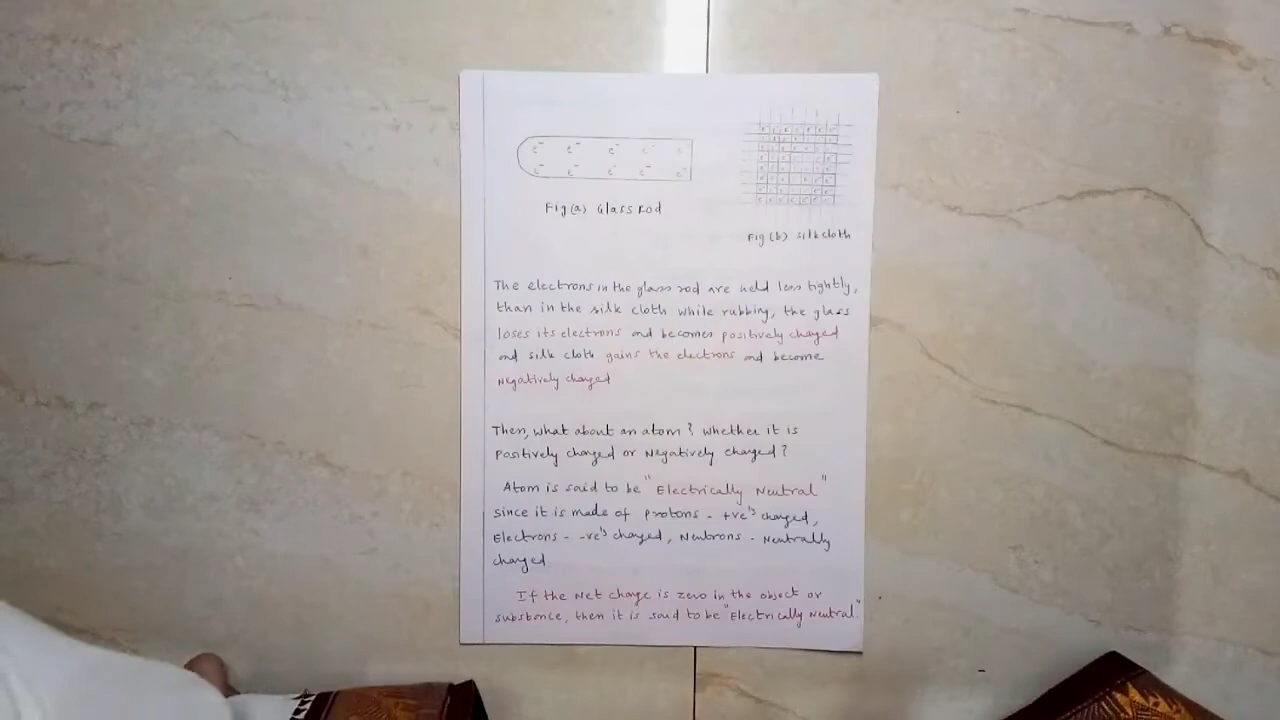 e⁻ e⁻ e⁻ e⁻ e
e⁻ e⁻ e⁻ e⁻ e⁻
Fig (a) Glass Rod
Fig (b) silk cloth
The electrons in the glass rod are held less tightly,
than in the silk cloth while rubbing, the glass
loses its electrons and becomes positively charged
and silk cloth gains the electrons and become
Negatively charged
Then, what about an atom? Whether it is
Positively charged or Negatively charged?
Atom is said to be "Electrically Neutral"
since it is made of Protons - +ve's charged,
Electrons - -ve's charged, Neutrons - Neutrally
charged
If the Net charge is zero in the object or
substance, then it is said to be "Electrically Neutral"